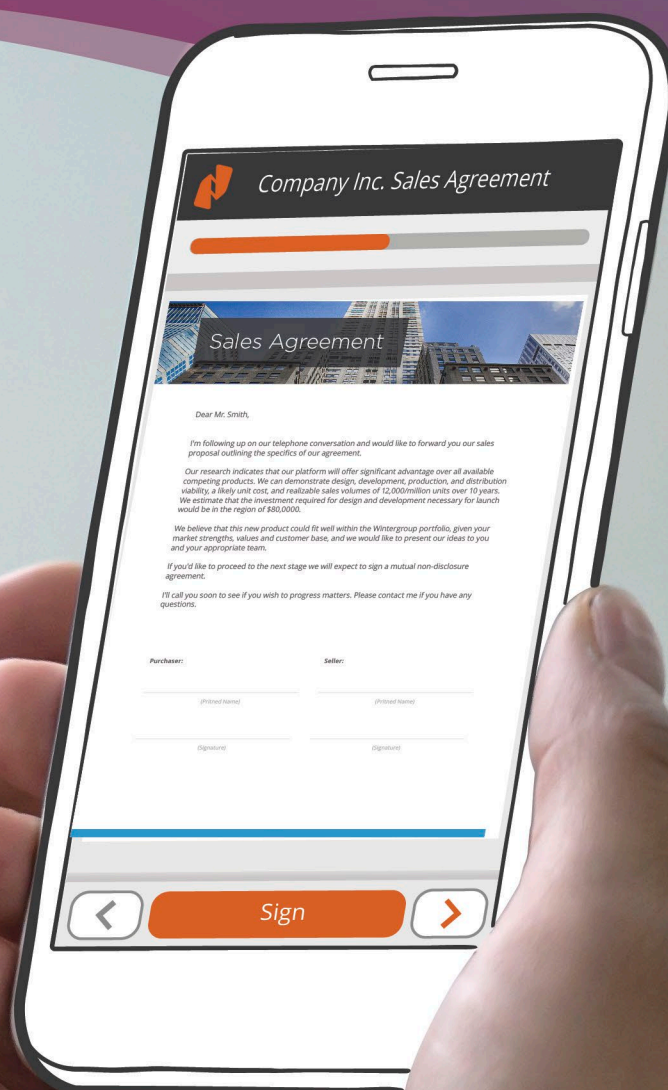 Company Inc. Sales Agreement
Sales Agreement
Dear Mr. Smith,
I'm following up on our telephone conversation and would like to forward you our sales
proposal outlining the specifics of our agreement.
Our research indicates that our platform will offer significant advantage over all available
competing products. We can demonstrate design, development, production, and distribution
viability, a likely unit cost, and realizable sales volumes of 12,000/million units over 10 years.
We estimate that the investment required for design and development necessary for launch
would be in the region of $80,0000.
We believe that this new product could fit well within the Wintergroup portfolio, given your
market strengths, values and customer base, and we would like to present our ideas to you
and your appropriate team.
If you'd like to proceed to the next stage we will expect to sign a mutual non-disclosure
agreement.
I'll call you soon to see if you wish to progress matters. Please contact me if you have any
questions.
Purchaser: Seller:
(Pritned Name) (Pritned Name)
(Signature) (Signature)
Sign